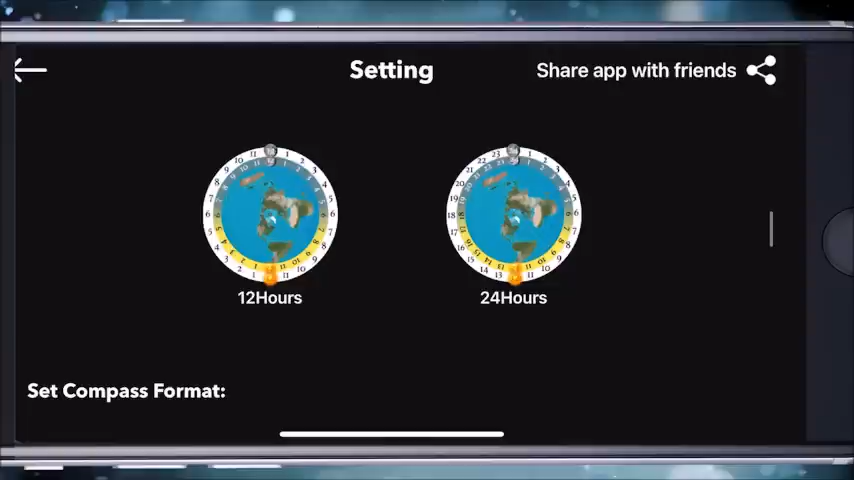 Setting
Share app with friends
12Hours
24Hours
Set Compass Format: